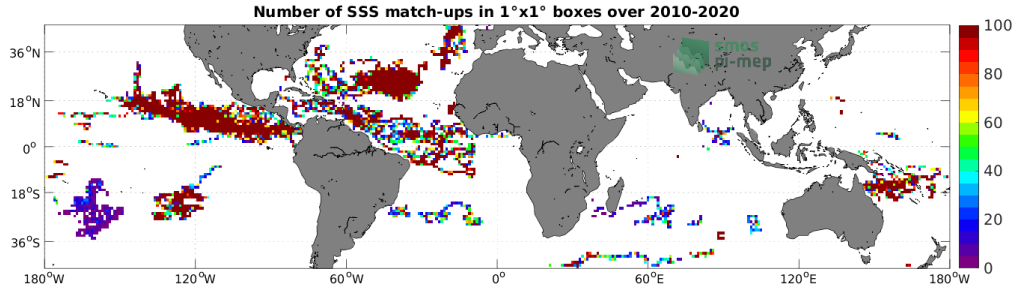 Number of SSS match-ups in 1°x1° boxes over 2010-2020
smos
pi-mep
36°N
18°N
0°
18°S
36°S
180°W
120°W
60°W
0°
60°E
120°E
180°W
100
80
60
40
20
0